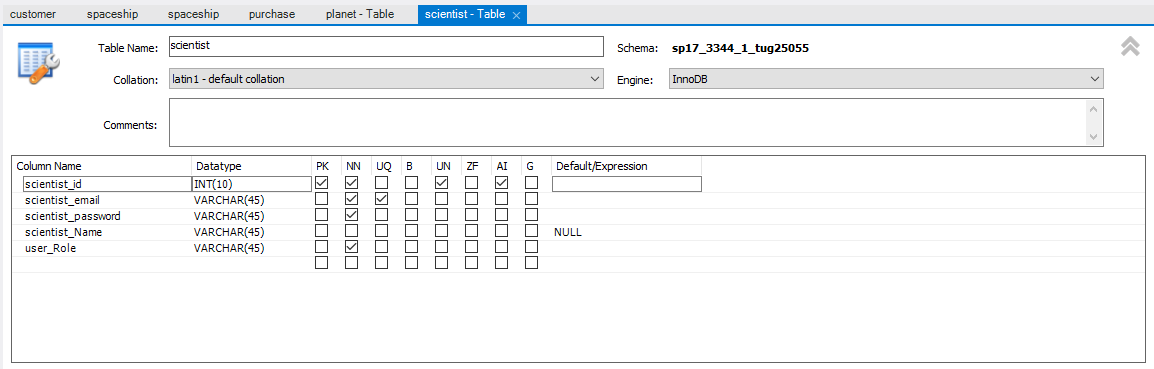 customer spaceship spaceship purchase planet - Table scientist - Table ×
Table Name: scientist Schema: sp17_3344_1_tug25055
Collation: latin1 - default collation Engine: InnoDB
Comments:
Column Name Datatype PK NN UQ B UN ZF AI G Default/Expression
scientist_id INT(10)
scientist_email VARCHAR(45)
scientist_password VARCHAR(45)
scientist_Name VARCHAR(45) NULL
user_Role VARCHAR(45)